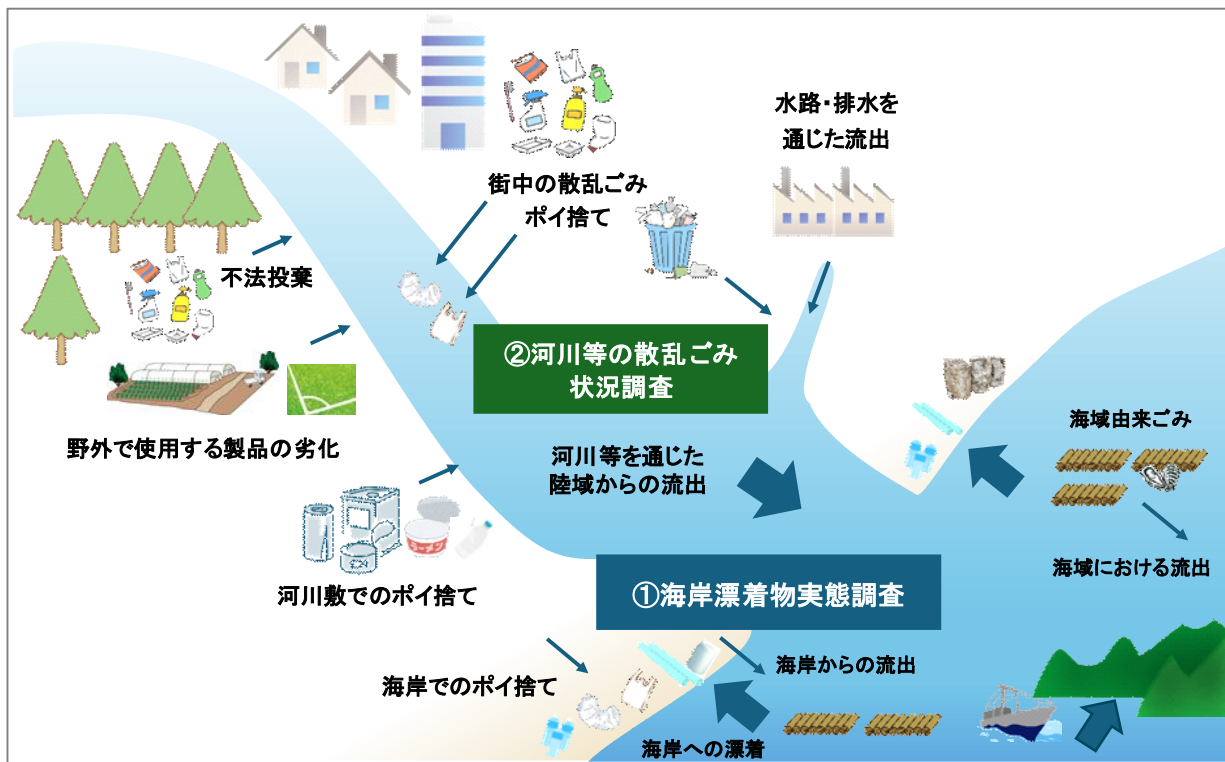 水路・排水を
通じた流出
街中の散乱ごみ
ポイ捨て
不法投棄
②河川等の散乱ごみ
状況調査
野外で使用する製品の劣化
海域由来ごみ
河川等を通じた
陸域からの流出
ラーメン
海域における流出
河川敷でのポイ捨て
①海岸漂着物実態調査
海岸でのポイ捨て
海岸からの流出
海岸への漂着